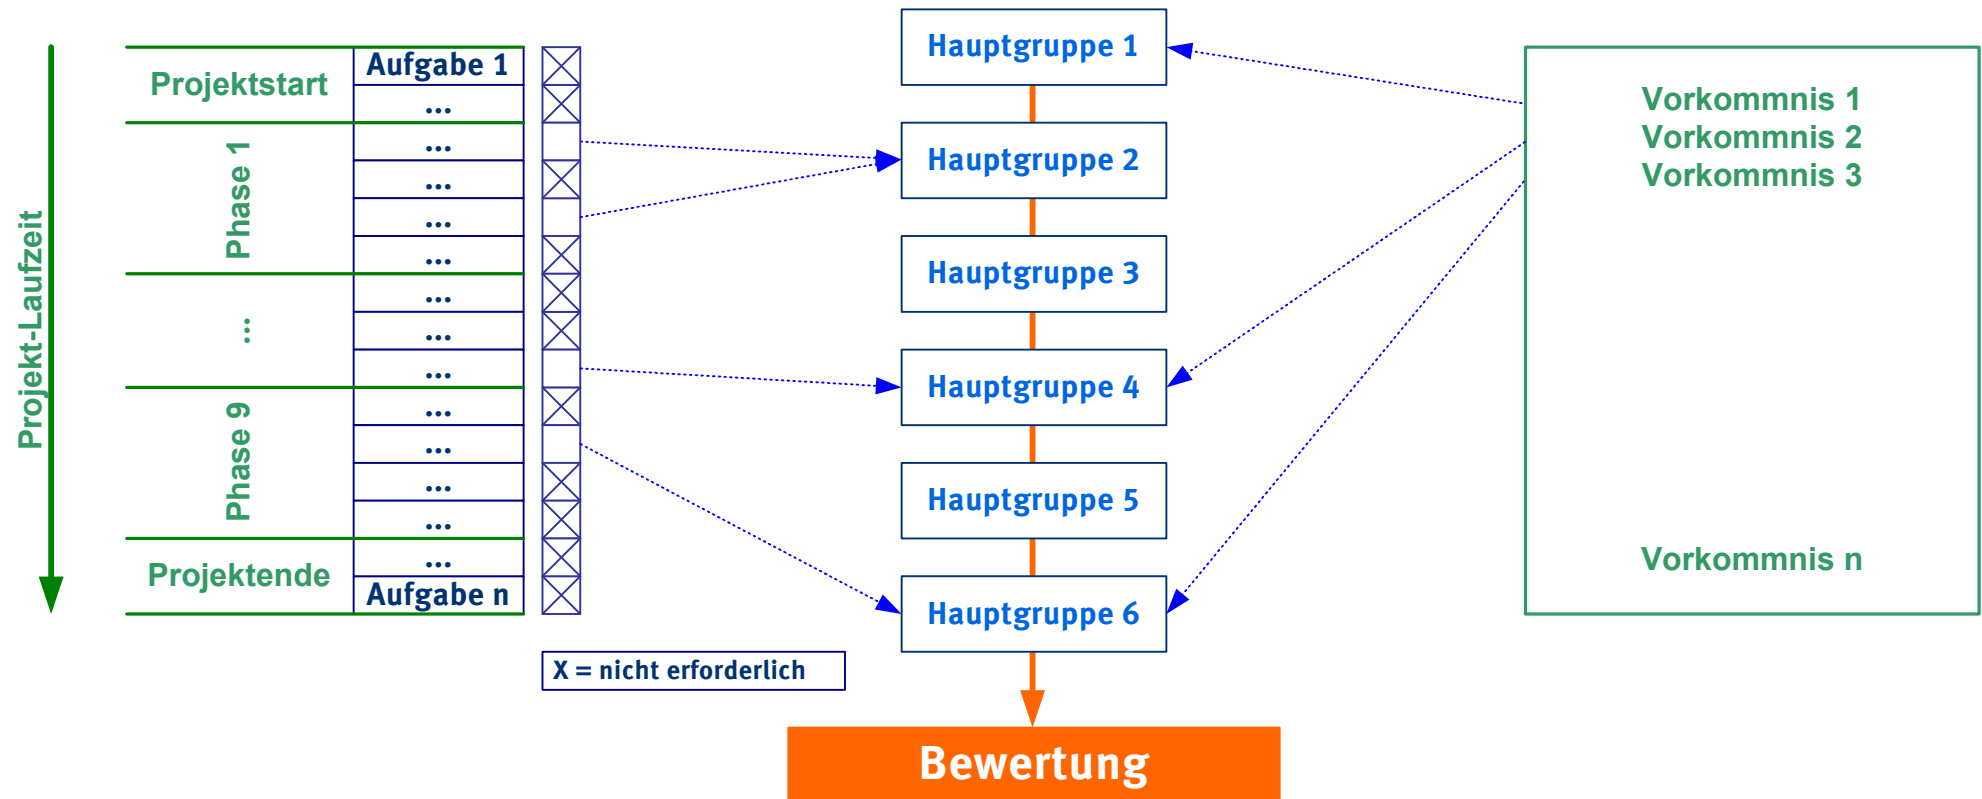 Projekt-Laufzeit
Projektstart
Phase 1
...
Phase 9
Projektende
Aufgabe 1
...
...
...
...
...
...
...
...
...
...
...
...
...
Aufgabe n
X = nicht erforderlich
Hauptgruppe 1
Hauptgruppe 2
Hauptgruppe 3
Hauptgruppe 4
Hauptgruppe 5
Hauptgruppe 6
Bewertung
Vorkommnis 1
Vorkommnis 2
Vorkommnis 3
Vorkommnis n